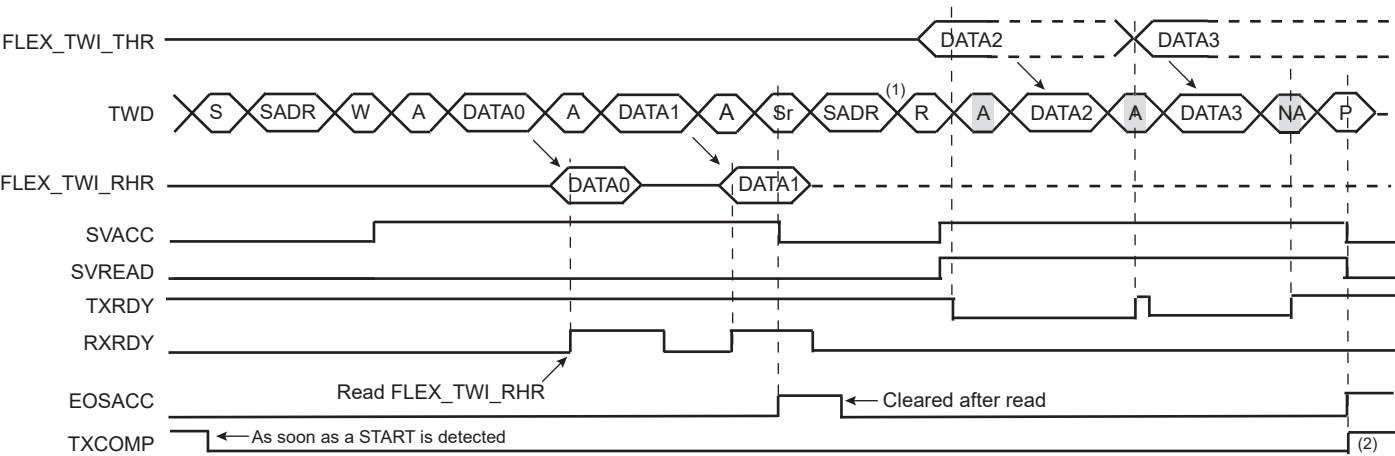 FLEX_TWI_THR DATA2 DATA3
(1)
TWD S SADR W A DATA0 A DATA1 A Sr SADR R A DATA2 A DATA3 NA P
FLEX_TWI_RHR DATA0 DATA1
SVACC
SVREAD
TXRDY
RXRDY
Read FLEX_TWI_RHR
EOSACC Cleared after read
TXCOMP As soon as a START is detected (2)